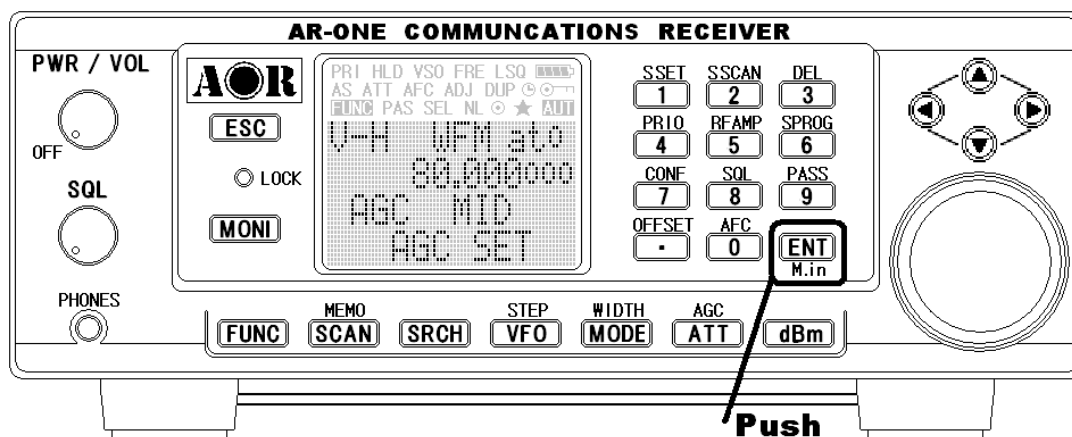 AR-ONE COMMUNCATIONS RECEIVER
PWR / VOL
OFF
SQL
PHONES
AOR
ESC
LOCK
MONI
PRI HLD VSO FRE LSQ
AS ATT AFC ADJ DUP
FUNC PAS SEL NL ★ AUT
V-H WFM ato
80.000000
AGC MID
AGC SET
SSET SSCAN DEL
1 2 3
PRIO RFAMP SPROG
4 5 6
CONF SQL PASS
7 8 9
OFFSET AFC
. 0 ENT
M.in
MEMO STEP WIDTH AGC
FUNC SCAN SRCH VFO MODE ATT dBm
Push